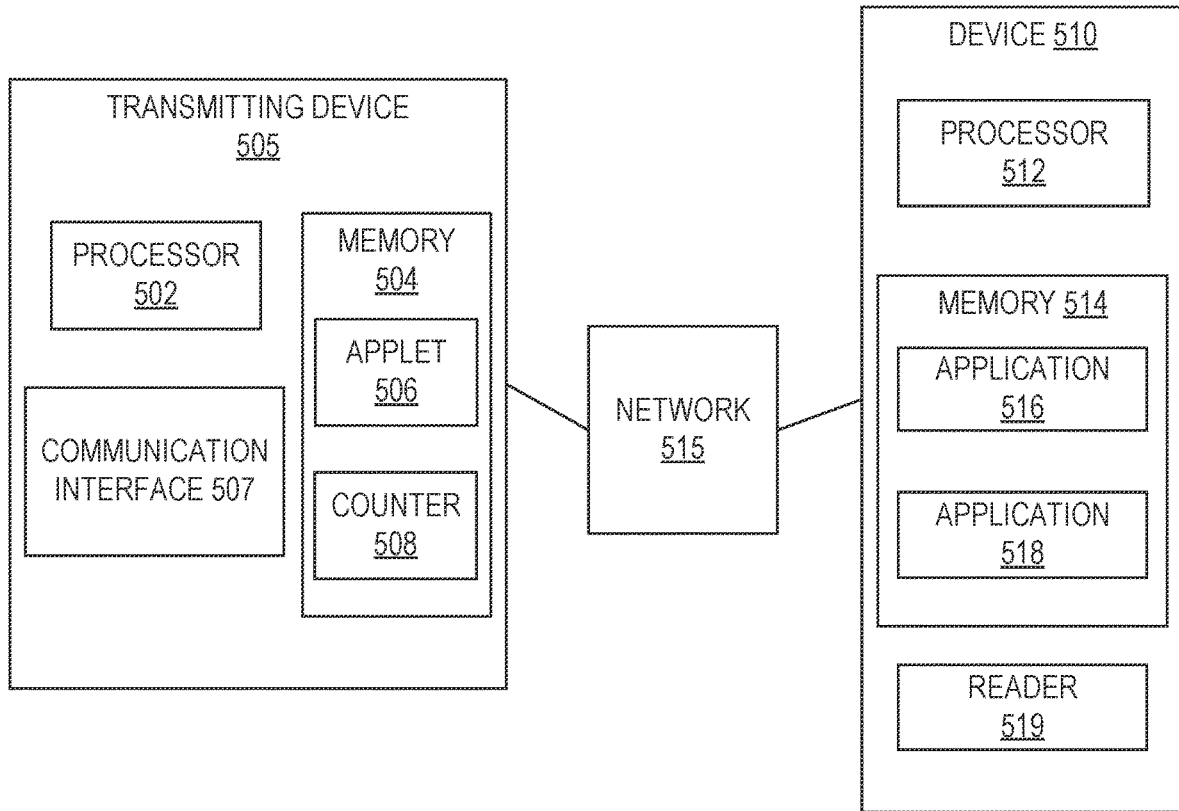 TRANSMITTING DEVICE
505
PROCESSOR
502
COMMUNICATION
INTERFACE 507
MEMORY
504
APPLET
506
COUNTER
508
NETWORK
515
DEVICE 510
PROCESSOR
512
MEMORY 514
APPLICATION
516
APPLICATION
518
READER
519